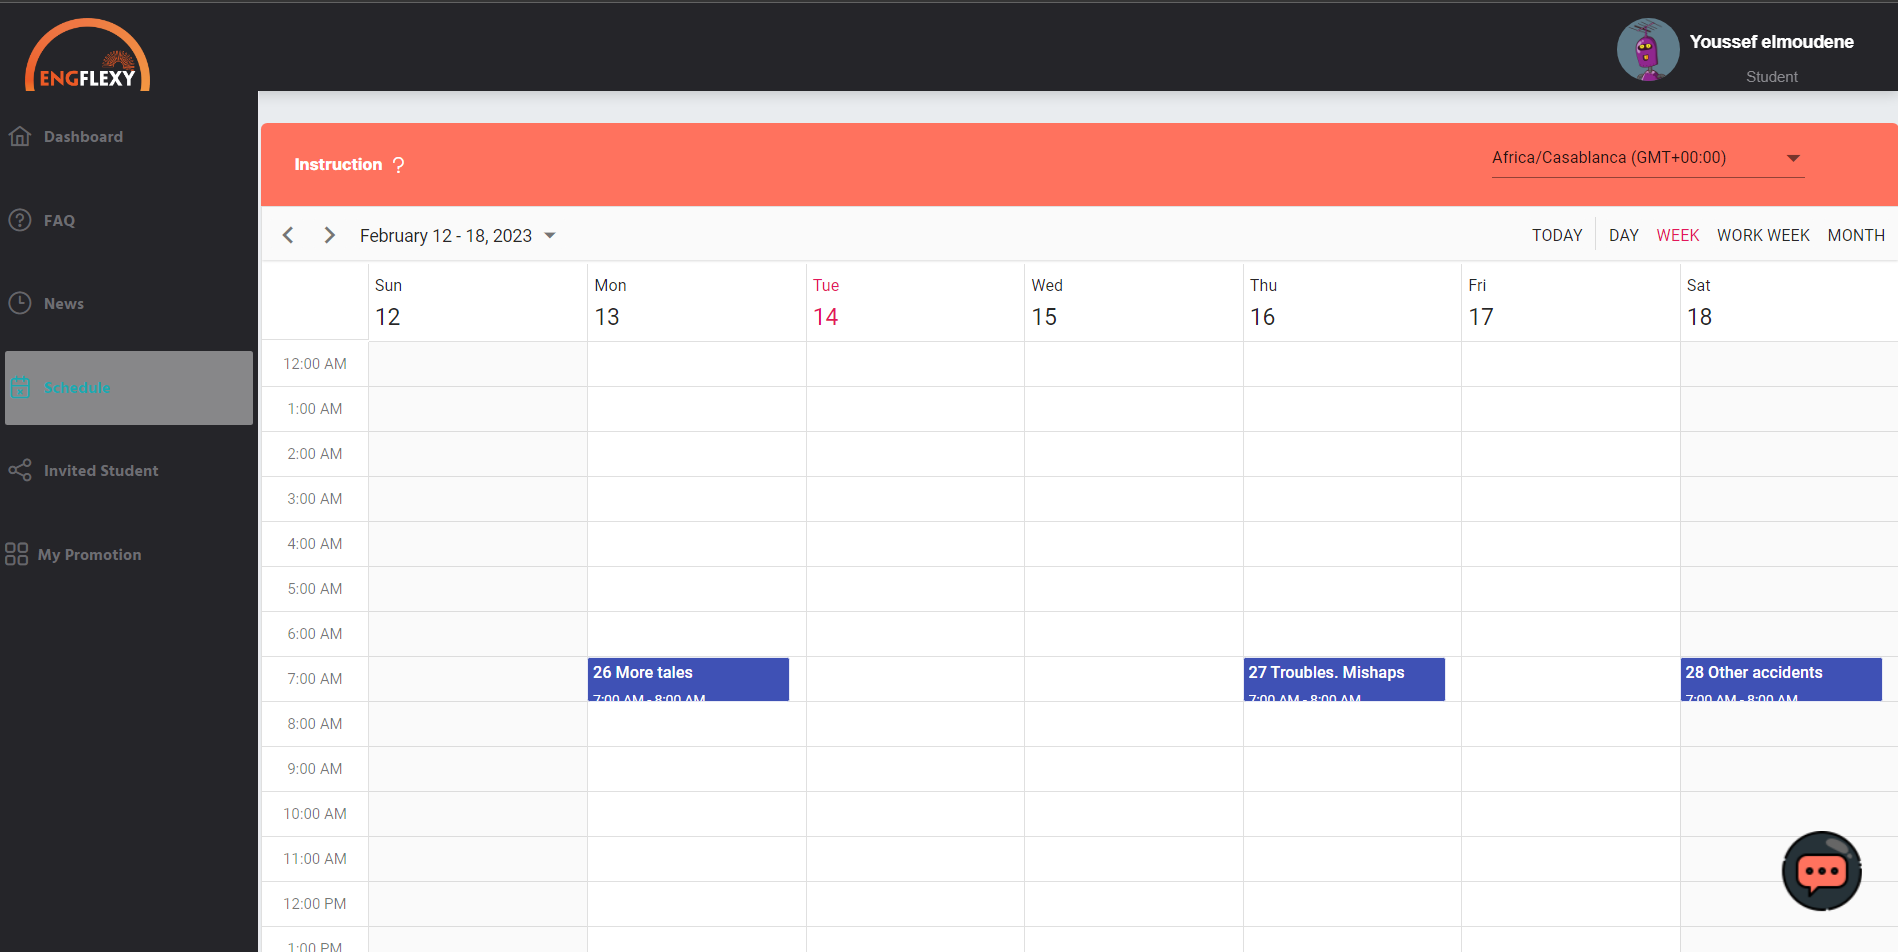 ENGFLEXY
Youssef elmoudene
Student
Dashboard
FAQ
News
Schedule
Invited Student
My Promotion
Instruction ?
Africa/Casablanca (GMT+00:00)
February 12 - 18, 2023
TODAY
DAY
WEEK
WORK WEEK
MONTH
Sun
12
Mon
13
Tue
14
Wed
15
Thu
16
Fri
17
Sat
18
12:00 AM
1:00 AM
2:00 AM
3:00 AM
4:00 AM
5:00 AM
6:00 AM
7:00 AM
26 More tales
7:00 AM - 8:00 AM
27 Troubles. Mishaps
7:00 AM - 8:00 AM
28 Other accidents
7:00 AM - 8:00 AM
8:00 AM
9:00 AM
10:00 AM
11:00 AM
12:00 PM
1:00 PM